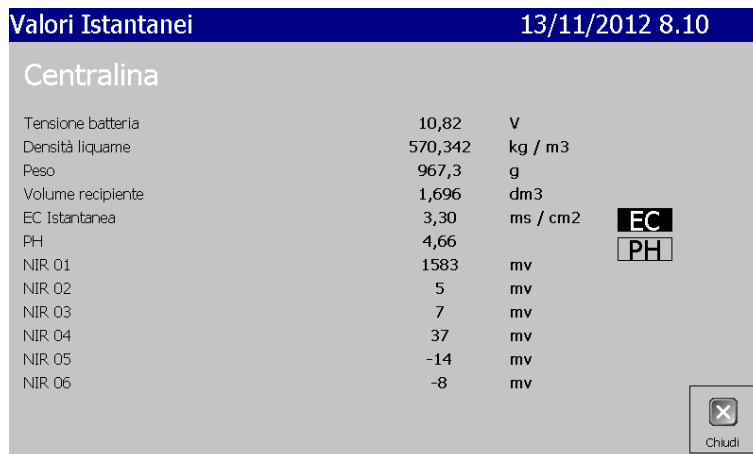 Valori Istantanei 13/11/2012 8.10
Centralina
Tensione batteria 10,82 V
Densità liquame 570,342 kg / m3
Peso 967,3 g
Volume recipiente 1,696 dm3
EC Istantanea 3,30 ms / cm2 EC
PH 4,66 PH
NIR 01 1583 mv
NIR 02 5 mv
NIR 03 7 mv
NIR 04 37 mv
NIR 05 -14 mv
NIR 06 -8 mv
Chiudi